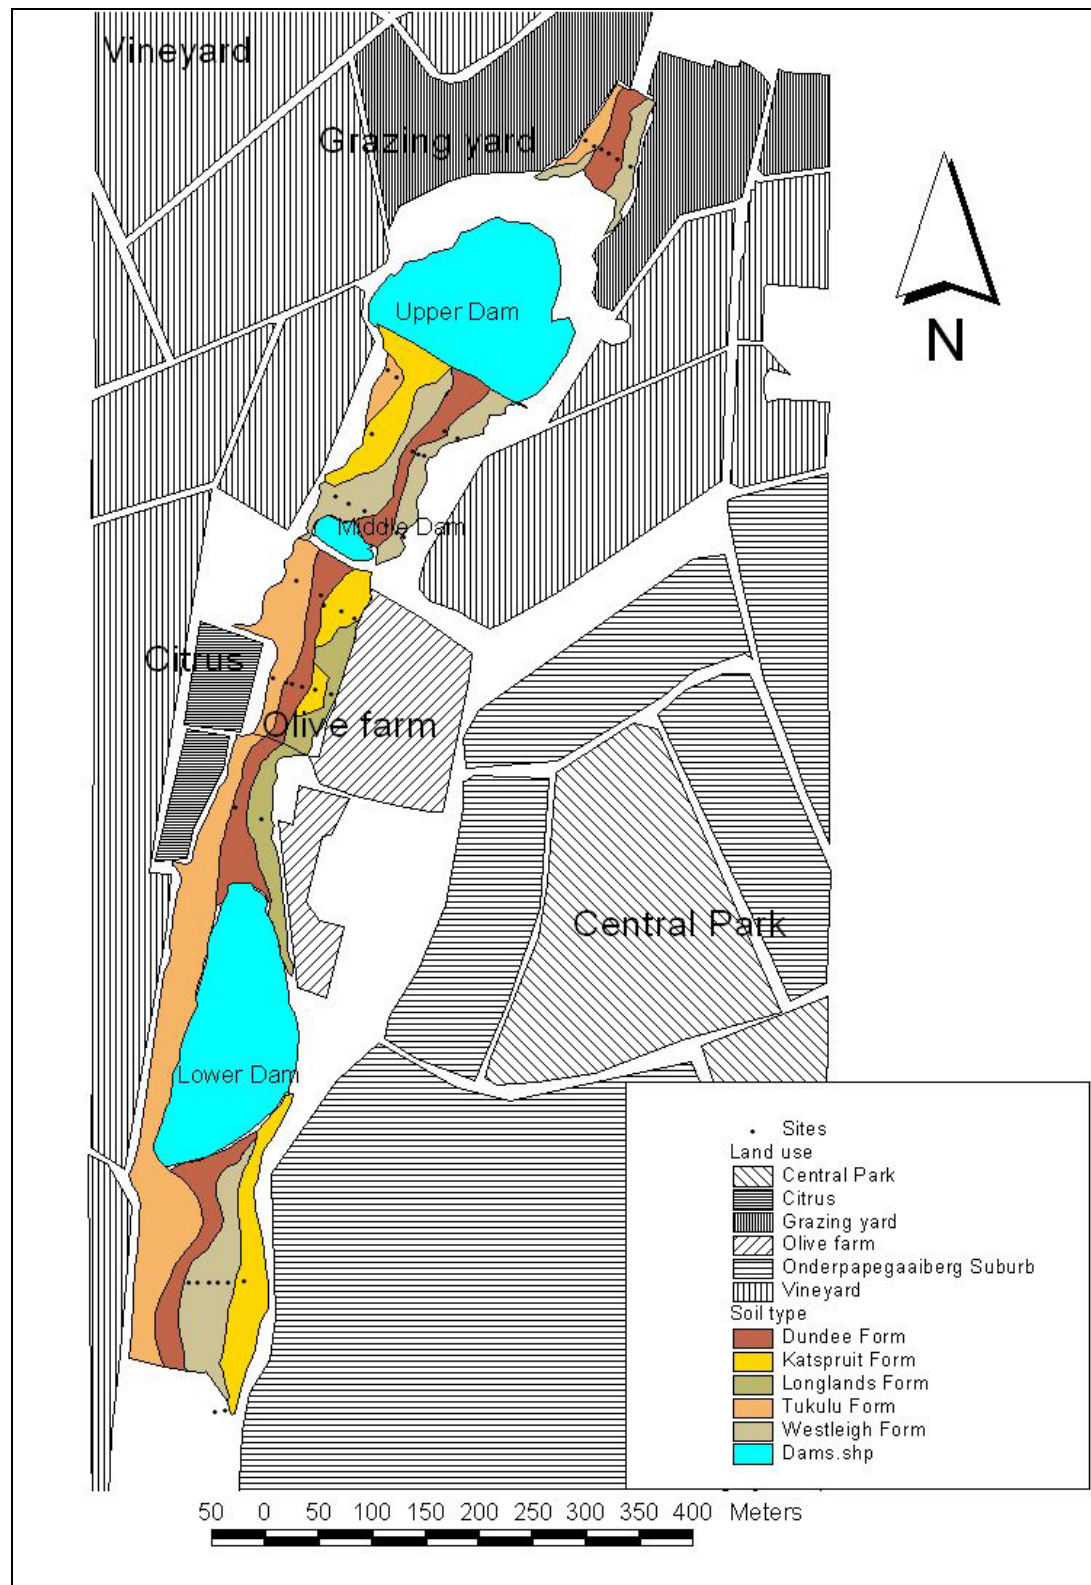 Vineyard
Grazing yard
Upper Dam
N
Middle Dam
Citrus
Olive farm
Central Park
Lower Dam
Sites
Land use
Central Park
Citrus
Grazing yard
Olive farm
Onderpapegaaiberg Suburb
Vineyard
Soil type
Dundee Form
Katspruit Form
Longlands Form
Tukulu Form
Westleigh Form
Dams.shp
50 0 50 100 150 200 250 300 350 400 Meters